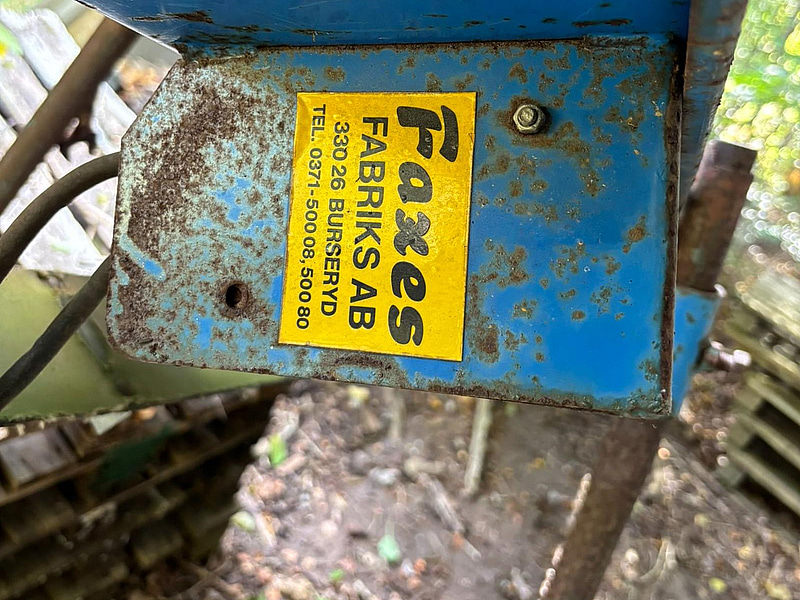 Faxes
FABRIKS AB
330 26 BURSERYD
TEL. 0371-500 08, 500 80